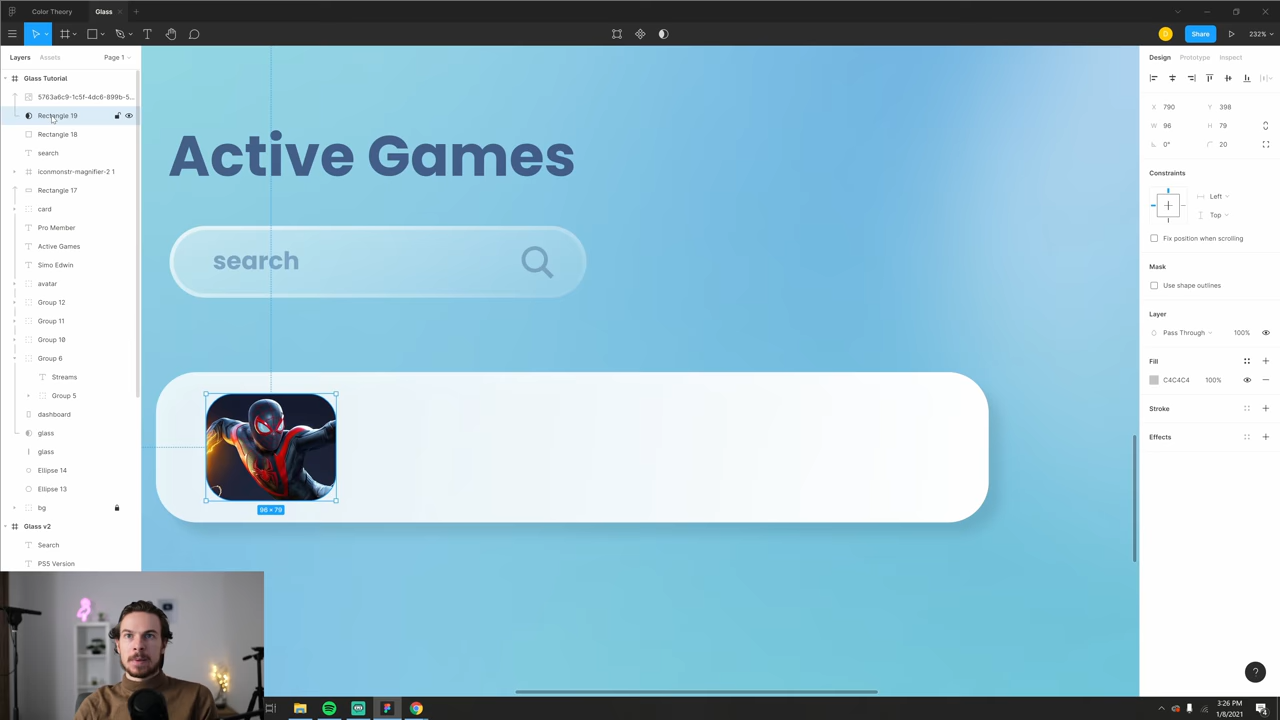 Color Theory
Glass
Share
232%
Layers
Assets
Page 1
Design
Prototype
Inspect
Glass Tutorial
5763a6c9-1c5f-4dc6-899b-5...
Rectangle 19
Rectangle 18
search
iconmonstr-magnifier-2 1
Rectangle 17
card
Pro Member
Active Games
Simo Edwin
avatar
Group 12
Group 11
Group 10
Group 6
Streams
Group 5
dashboard
glass
glass
Ellipse 14
Ellipse 13
bg
Glass v2
Search
PS5 Version
Active Games
search
96 × 79
X 790
Y 398
W 96
H 79
0°
20
Constraints
Left
Top
Fix position when scrolling
Mask
Use shape outlines
Layer
Pass Through
100%
Fill
C4C4C4
100%
Stroke
Effects
?
3:26 PM
1/8/2021
4